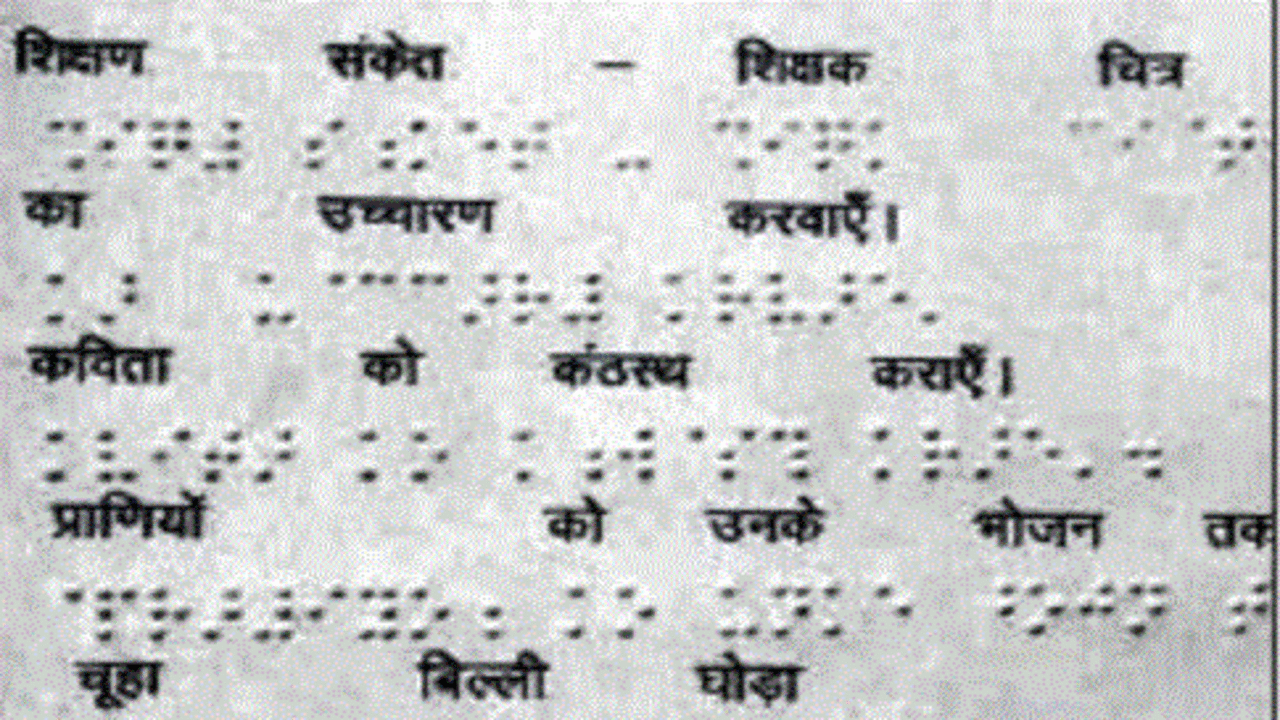 शिक्षण संकेत – शिक्षक चित्र
का उच्चारण करवाएँ।
कविता को कंठस्थ कराएँ।
प्राणियों को उनके भोजन तक
चूहा बिल्ली घोड़ा